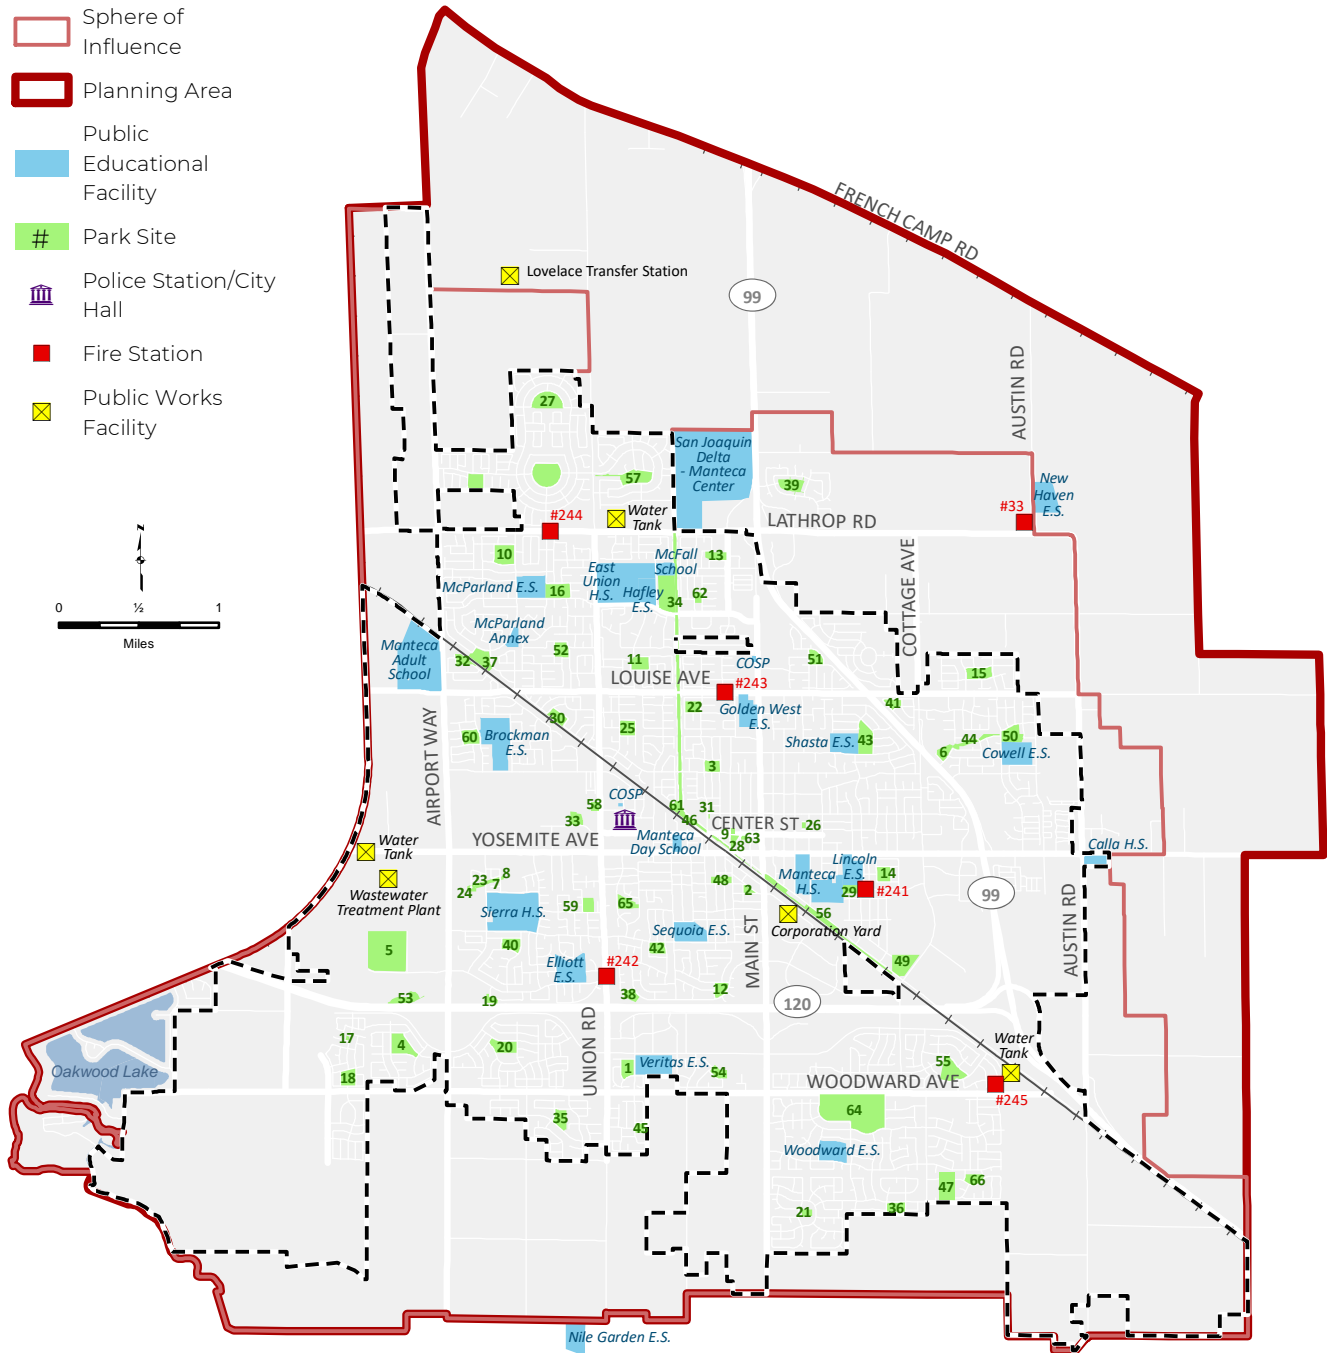 Sphere of
Influence
Planning Area
Public
Educational
Facility
#
Park Site
Police Station/City
Hall
Fire Station
Public Works
Facility
N
0
½
1
Miles
FRENCH CAMP RD
Lovelace Transfer Station
99
AUSTIN RD
27
San Joaquin
Delta
- Manteca
Center
57
39
New
Haven
E.S.
#33
#244
Water
Tank
LATHROP RD
10
McFall
School
13
East
Union
H.S.
Hafley
E.S.
McParland E.S.
16
34
62
COTTAGE AVE
McParland
Annex
Manteca
Adult
School
32
37
52
11
COSP
51
15
LOUISE AVE
#243
22
Golden West
E.S.
41
30
25
60
Brockman
E.S.
Shasta E.S.
43
44
50
6
Cowell E.S.
AIRPORT WAY
3
COSP
58
33
61
31
46
CENTER ST
26
YOSEMITE AVE
Manteca
Day School
9
63
28
Water
Tank
Calla H.S.
Wastewater
Treatment Plant
8
23
7
24
48
2
Manteca
H.S.
Lincoln
E.S.
14
29
#241
Sierra H.S.
59
65
56
99
Corporation Yard
Sequoia E.S.
MAIN ST
AUSTIN RD
5
40
42
Elliott
E.S.
#242
49
53
19
38
12
120
17
4
20
UNION RD
Water
Tank
Oakwood Lake
18
1
Veritas E.S.
54
55
WOODWARD AVE
#245
35
45
64
Woodward E.S.
47
66
21
36
Nile Garden E.S.